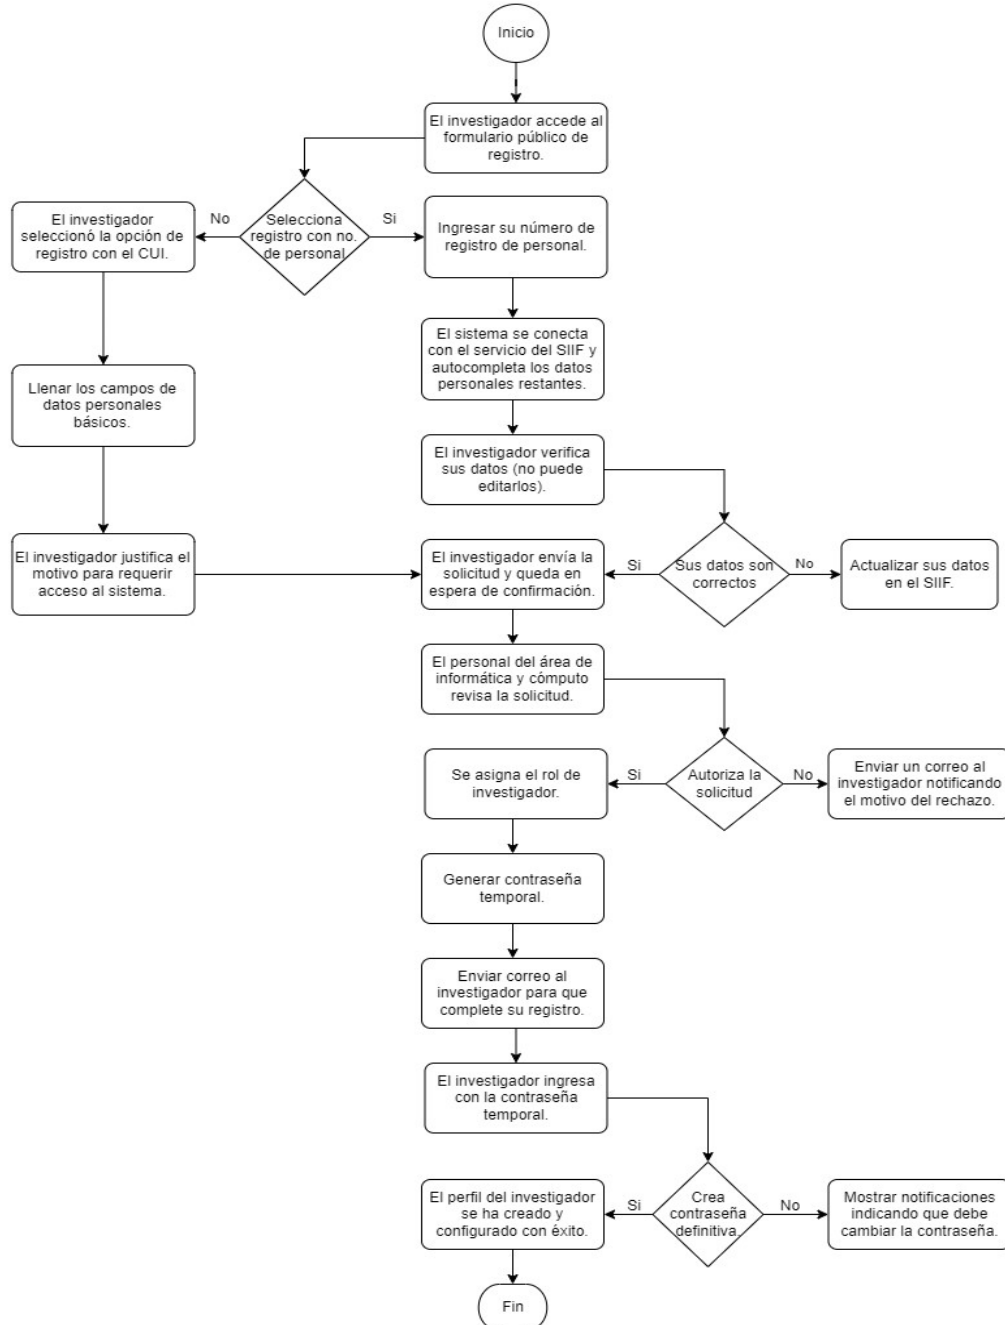 Inicio
El investigador accede al
formulario público de
registro.
Selecciona
registro con no.
de personal
No
Si
El investigador
seleccionó la opción de
registro con el CUI.
Ingresar su número de
registro de personal.
Llenar los campos de
datos personales
básicos.
El sistema se conecta
con el servicio del SIIF y
autocompleta los datos
personales restantes.
El investigador verifica
sus datos (no puede
editarlos).
El investigador justifica el
motivo para requerir
acceso al sistema.
El investigador envía la
solicitud y queda en
espera de confirmación.
Si
Sus datos son
correctos
No
Actualizar sus datos
en el SIIF.
El personal del área de
informática y cómputo
revisa la solicitud.
Se asigna el rol de
investigador.
Si
Autoriza la
solicitud
No
Enviar un correo al
investigador notificando
el motivo del rechazo.
Generar contraseña
temporal.
Enviar correo al
investigador para que
complete su registro.
El investigador ingresa
con la contraseña
temporal.
El perfil del investigador
se ha creado y
configurado con éxito.
Si
Crea
contraseña
definitiva.
No
Mostrar notificaciones
indicando que debe
cambiar la contraseña.
Fin